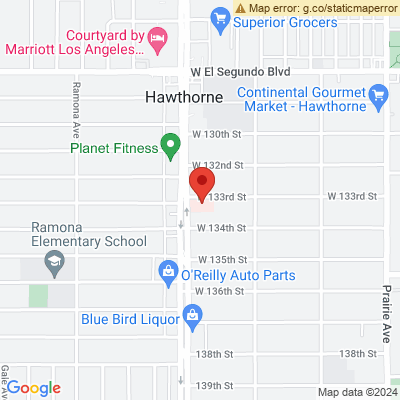 Map error: g.co/staticmaperror
Courtyard by
Marriott Los Angeles...
Superior Grocers
W El Segundo Blvd
Hawthorne
Continental Gourmet
Market - Hawthorne
Ramona Ave
W 130th St
W 132nd St
Planet Fitness
W 133rd St
W 133rd St
W 134th St
Ramona
Elementary School
W 135th St
O'Reilly Auto Parts
W 136th St
Prairie Ave
Blue Bird Liquor
138th St
138th St
Gale Ave
139th St
Google
Map data ©2024